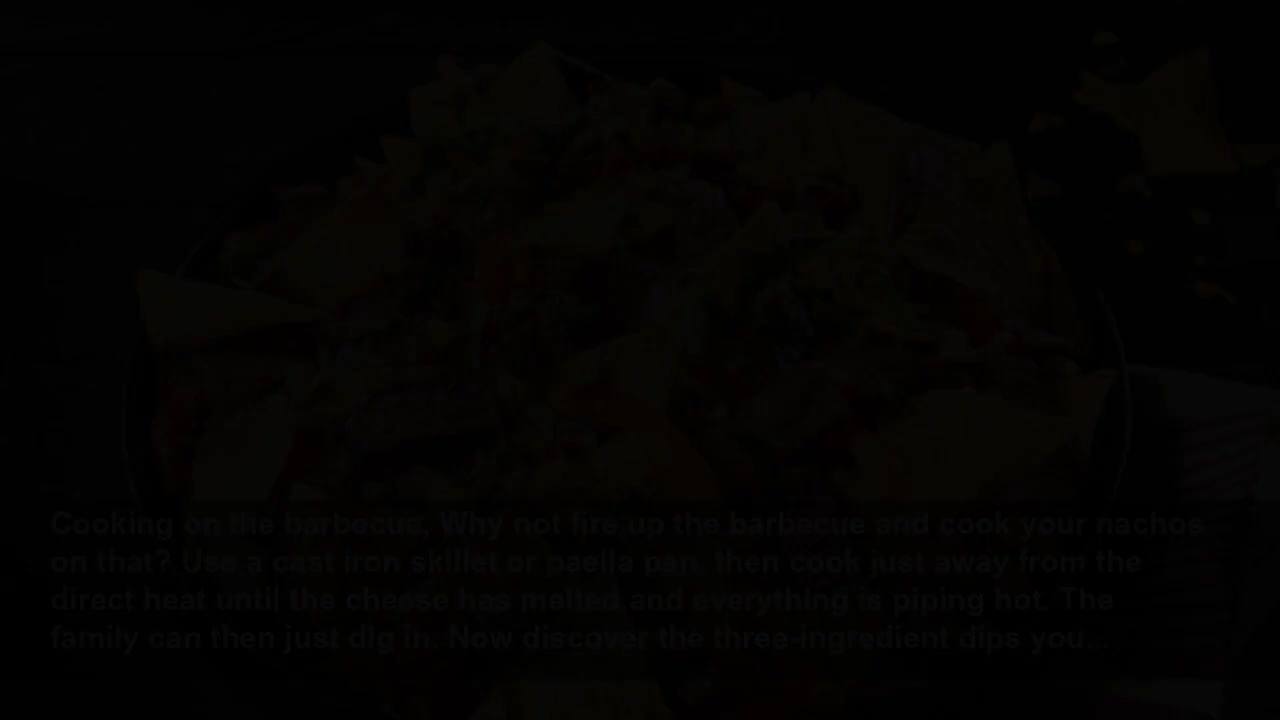 Cooking on the barbecue, Why not fire up the barbecue and cook your nachos
on that? Use a cast iron skillet or paella pan, then cook just away from the
direct heat until the cheese has melted and everything is piping hot. The
family can then just dig in. Now discover the three-ingredient dips you...